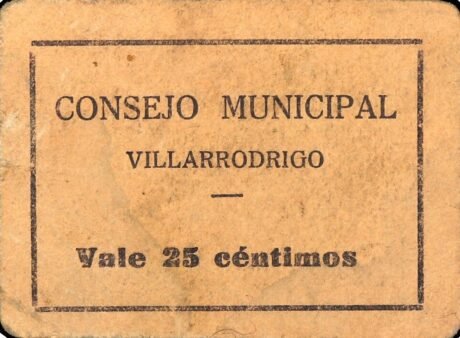 CONSEJO MUNICIPAL
VILLARRODRIGO
Vale 25 céntimos